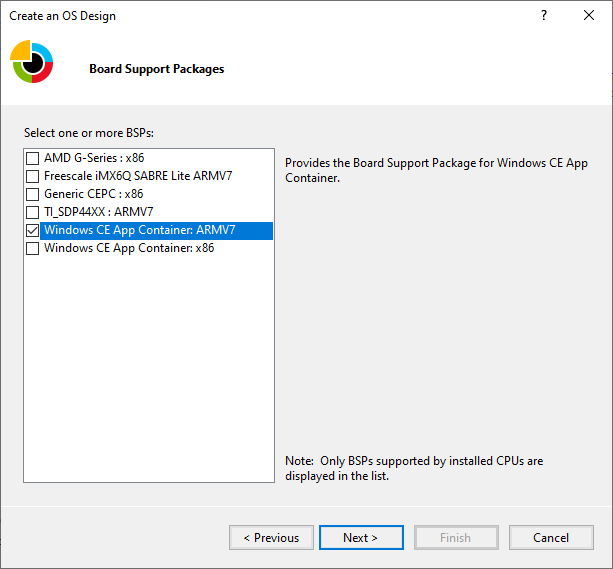 Create an OS Design
?
Board Support Packages
Select one or more BSPs:
AMD G-Series : x86
Freescale iMX6Q SABRE Lite ARMV7
Generic CEPC : x86
TI_SDP44XX : ARMV7
Windows CE App Container: ARMV7
Windows CE App Container: x86
Provides the Board Support Package for Windows CE App
Container.
Note:  Only BSPs supported by installed CPUs are
displayed in the list.
< Previous
Next >
Finish
Cancel